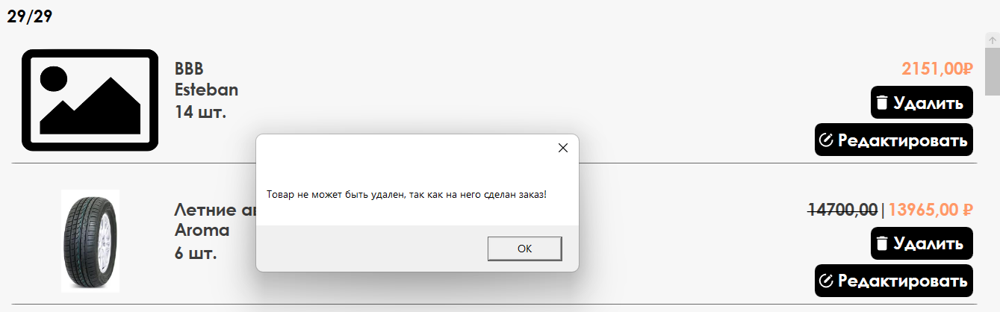 29/29
BBB
Esteban
14 шт.
2151,00₽
Удалить
Редактировать
Товар не может быть удален, так как на него сделан заказ!
OK
Летние
Aroma
6 шт.
14700,00|13965,00 ₽
Удалить
Редактировать